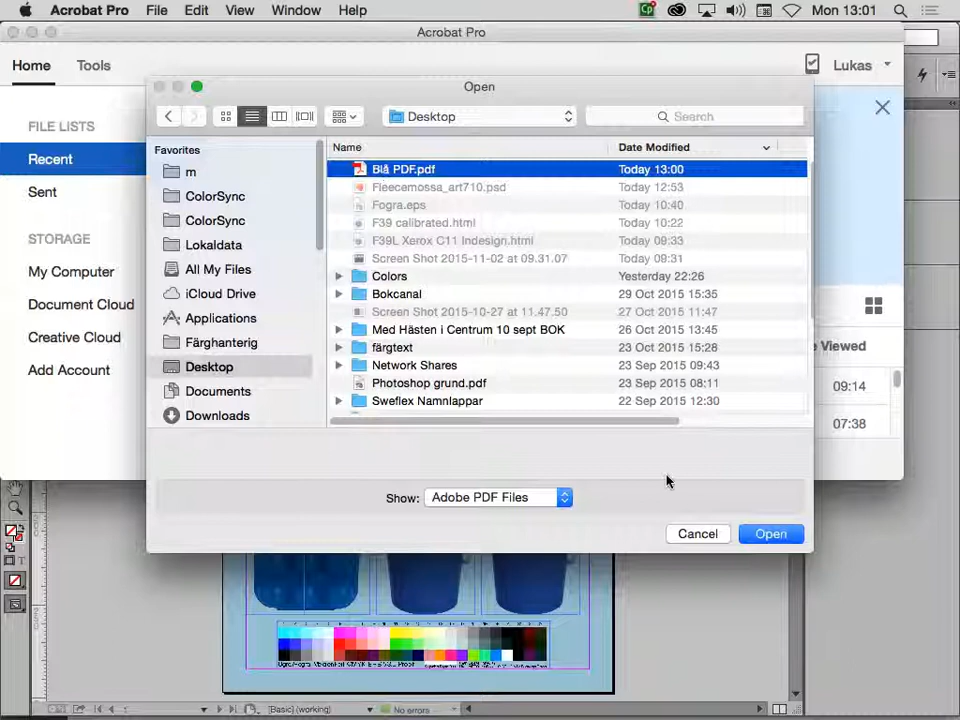 Acrobat Pro File Edit View Window Help Mon 13:01
Acrobat Pro
Home Tools Lukas
Open
Desktop Search
FILE LISTS
Recent
Sent
STORAGE
My Computer
Document Cloud
Creative Cloud
Add Account
Favorites
m
ColorSync
ColorSync
Lokaldata
All My Files
iCloud Drive
Applications
Färghanterig
Desktop
Documents
Downloads
Name Date Modified
Blå PDF.pdf Today 13:00
Fleecemossa_art710.psd Today 12:53
Fogra.eps Today 10:40
F39 calibrated.html Today 10:22
F39L Xerox C11 Indesign.html Today 09:33
Screen Shot 2015-11-02 at 09.31.07 Today 09:31
Colors Yesterday 22:26
Bokcanal 29 Oct 2015 15:35
Screen Shot 2015-10-27 at 11.47.50 27 Oct 2015 11:47
Med Hästen i Centrum 10 sept BOK 26 Oct 2015 13:45
färgtext 23 Oct 2015 15:28
Network Shares 23 Sep 2015 09:43
Photoshop grund.pdf 23 Sep 2015 08:11
Sweflex Namnlappar 22 Sep 2015 12:30
Viewed
09:14
07:38
Show: Adobe PDF Files
Cancel Open
[Basic] (working) No errors